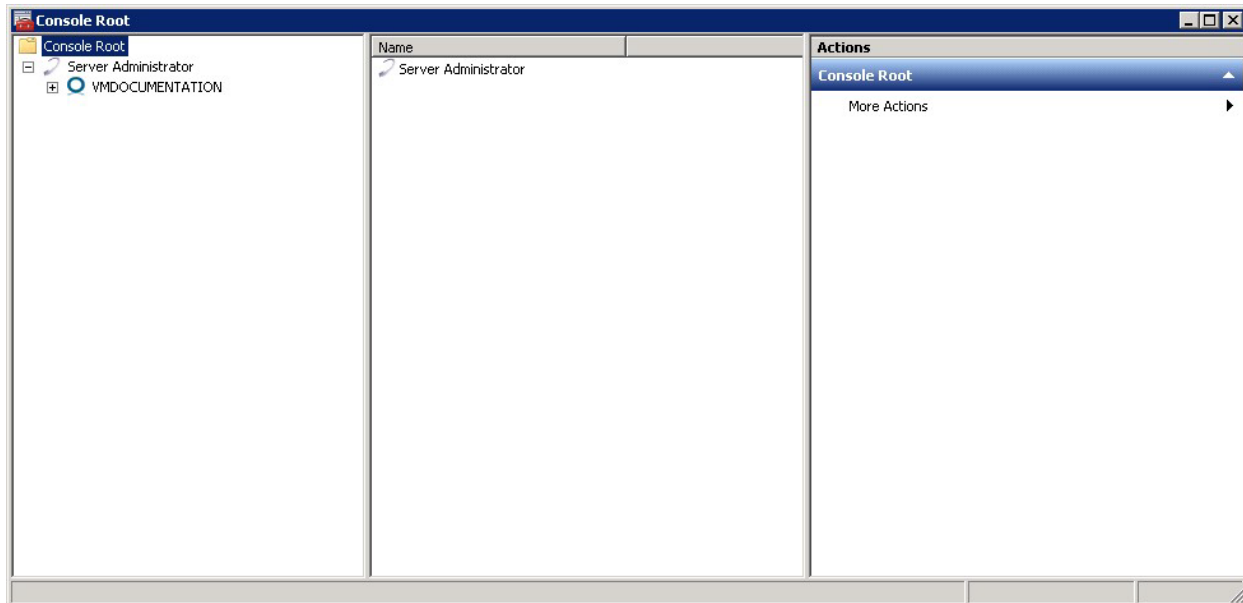 Console Root
Console Root
Server Administrator
VMDOCUMENTATION
Name
Server Administrator
Actions
Console Root
More Actions